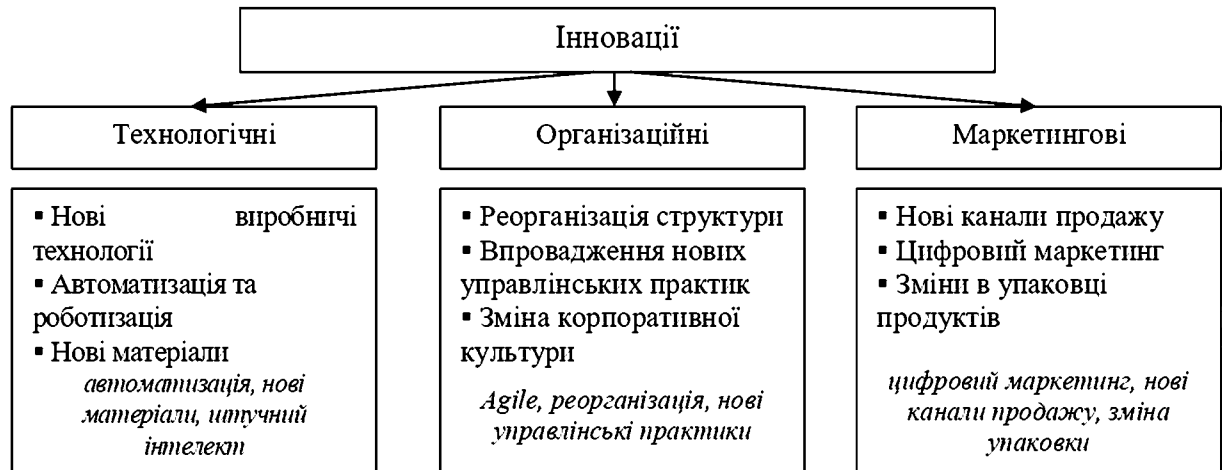 Інновації
Технологічні
Організаційні
Маркетингові
▪ Нові виробничі
технології
▪ Автоматизація та
роботизація
▪ Нові матеріали
автоматизація, нові
матеріали, штучний
інтелект
▪ Реорганізація структури
▪ Впровадження нових
управлінських практик
▪ Зміна корпоративної
культури
Agile, реорганізація, нові
управлінські практики
▪ Нові канали продажу
▪ Цифровий маркетинг
▪ Зміни в упаковці
продуктів
цифровий маркетинг, нові
канали продажу, зміна
упаковки